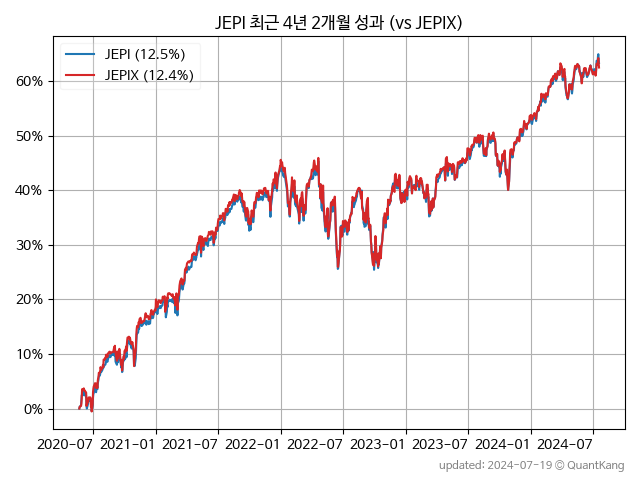 JEPI 최근 4년 2개월 성과 (vs JEPIX)
JEPI (12.5%)
JEPIX (12.4%)
60%
50%
40%
30%
20%
10%
0%
2020-07 2021-01 2021-07 2022-01 2022-07 2023-01 2023-07 2024-01 2024-07
updated: 2024-07-19 © QuantKang